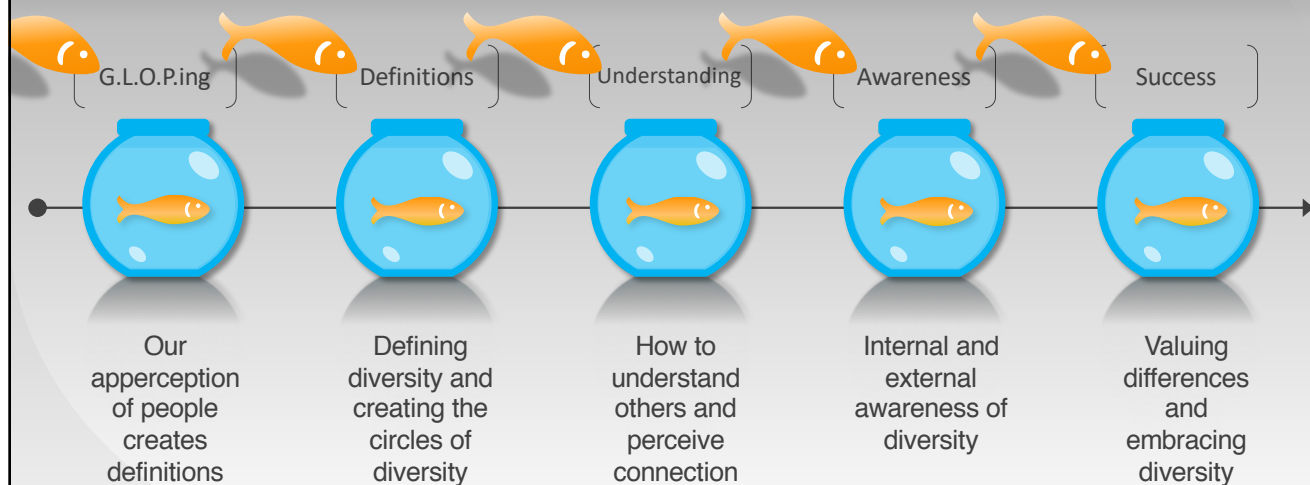 G.L.O.P.ing
Definitions
Understanding
Awareness
Success
Our
apperception
of people
creates
definitions
Defining
diversity and
creating the
circles of
diversity
How to
understand
others and
perceive
connection
Internal and
external
awareness of
diversity
Valuing
differences
and
embracing
diversity